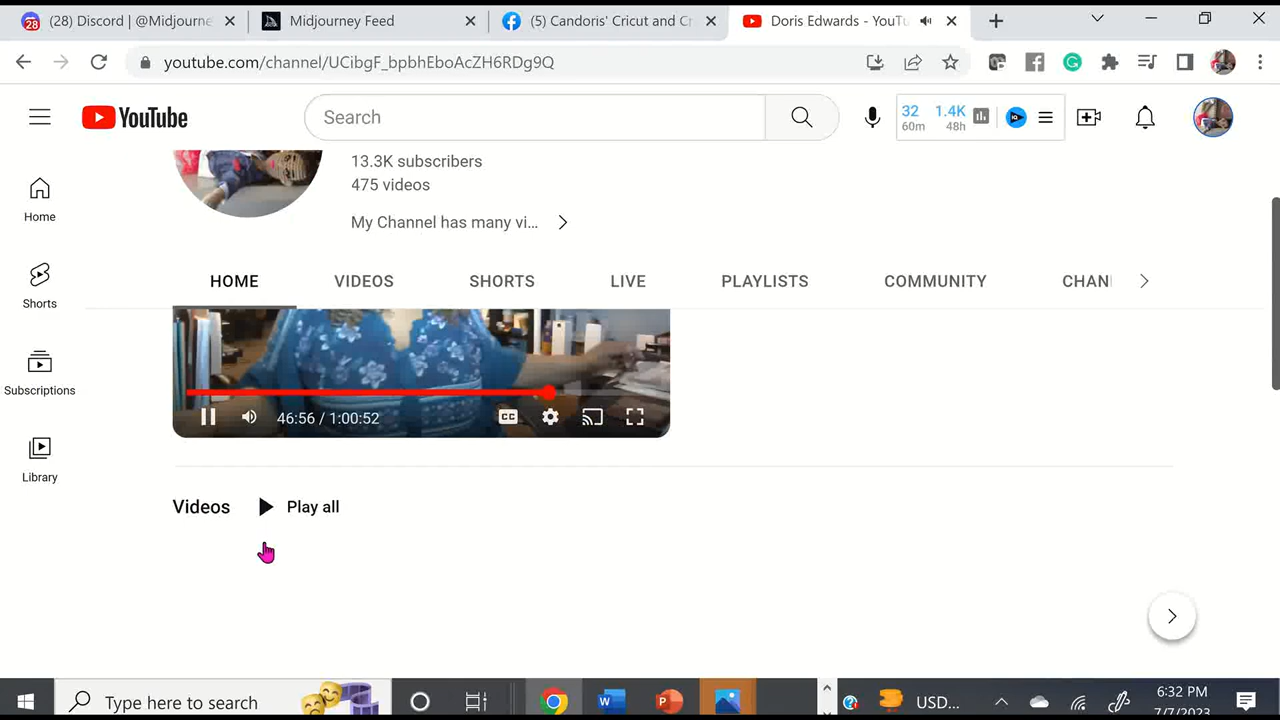 28 (28) Discord | @Midjourne
Midjourney Feed
(5) Candoris' Cricut and Cr
Doris Edwards - YouTu
youtube.com/channel/UCibgF_bpbhEboAcZH6RDg9Q
YouTube
Search
32 1.4K
60m 48h
13.3K subscribers
475 videos
My Channel has many vi...
HOME VIDEOS SHORTS LIVE PLAYLISTS COMMUNITY CHAN
Home
Shorts
Subscriptions
Library
46:56 / 1:00:52
CC
Videos Play all
Type here to search
USD...
6:32 PM
7/7/2023